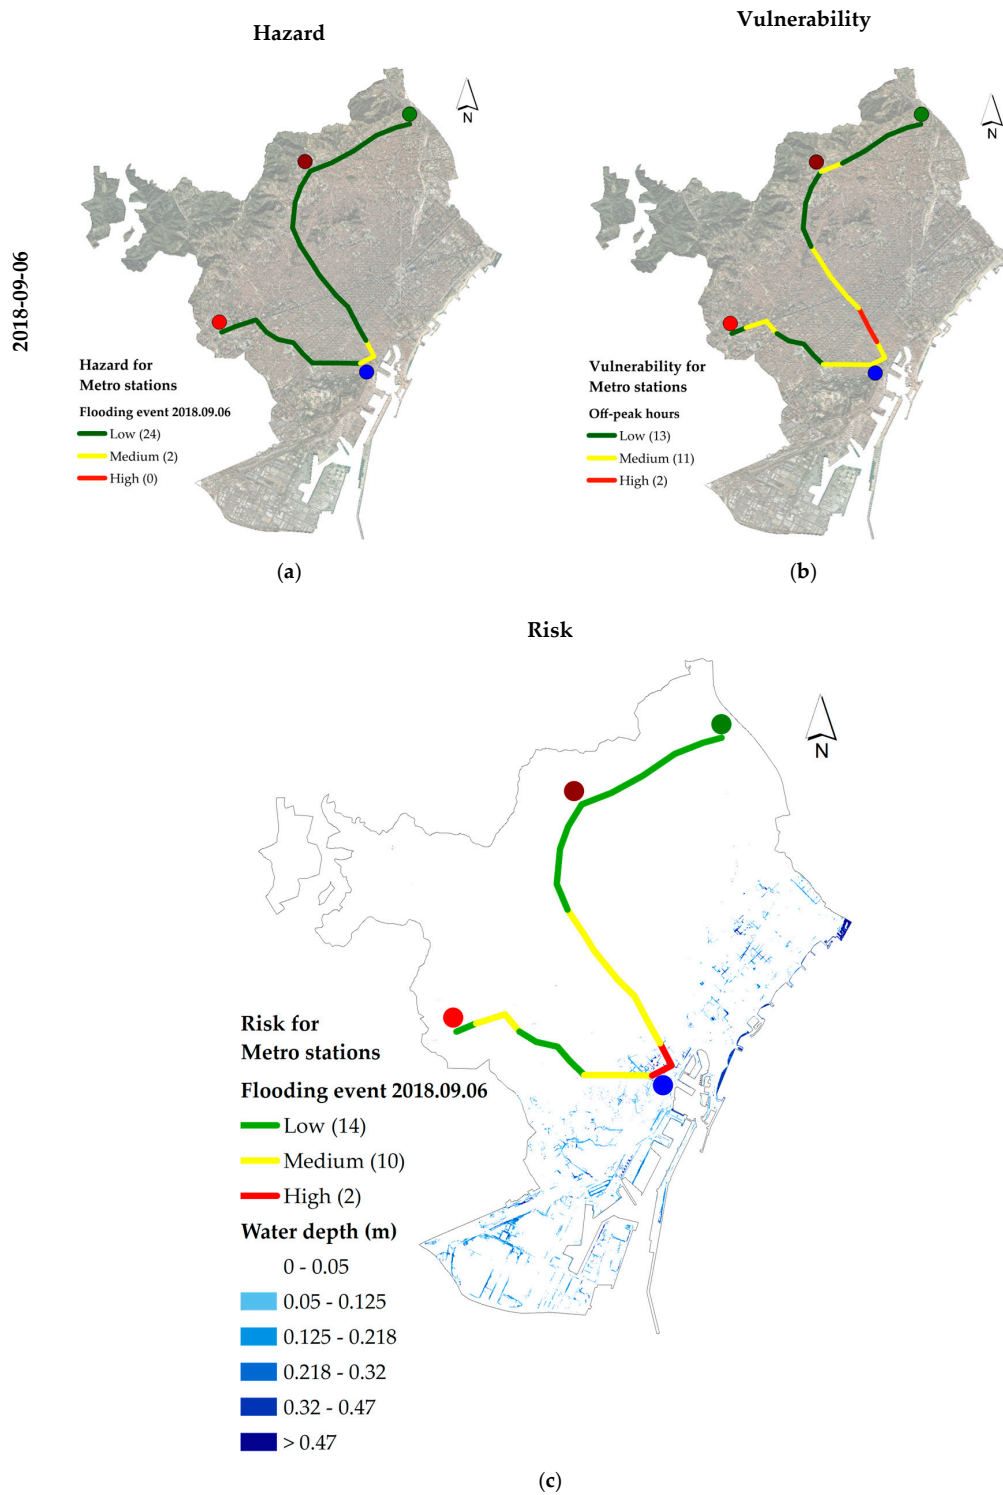 Hazard
Vulnerability
2018-09-06
N
N
Hazard for
Metro stations
Flooding event 2018.09.06
Low (24)
Medium (2)
High (0)
Vulnerability for
Metro stations
Off-peak hours
Low (13)
Medium (11)
High (2)
(a)
(b)
Risk
N
Risk for
Metro stations
Flooding event 2018.09.06
Low (14)
Medium (10)
High (2)
Water depth (m)
0 - 0.05
0.05 - 0.125
0.125 - 0.218
0.218 - 0.32
0.32 - 0.47
> 0.47
(c)